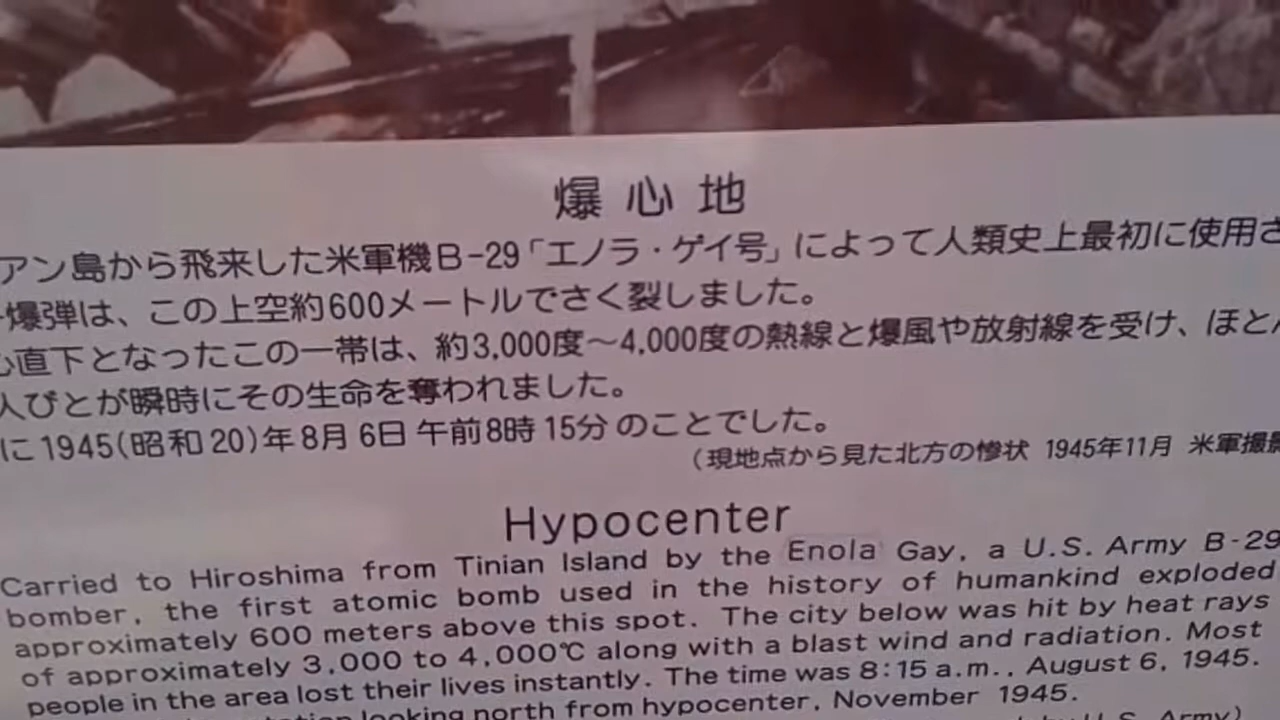 爆心地
アン島から飛来した米軍機B-29「エノラ・ゲイ号」によって人類史上最初に使用さ
爆弾は、この上空約600メートルでさく裂しました。
直下となったこの一帯は、約3,000度〜4,000度の熱線と爆風や放射線を受け、ほとん
人びとが瞬時にその生命を奪われました。
に1945(昭和20)年8月6日 午前8時15分のことでした。
(現地点から見た北方の惨状 1945年11月 米軍撮影
Hypocenter
Carried to Hiroshima from Tinian Island by the Enola Gay, a U.S. Army B-29
bomber, the first atomic bomb used in the history of humankind exploded
approximately 600 meters above this spot. The city below was hit by heat rays
of approximately 3,000 to 4,000℃ along with a blast wind and radiation. Most
people in the area lost their lives instantly. The time was 8:15 a.m., August 6, 1945.
looking north from hypocenter, November 1945.
U.S. Army)